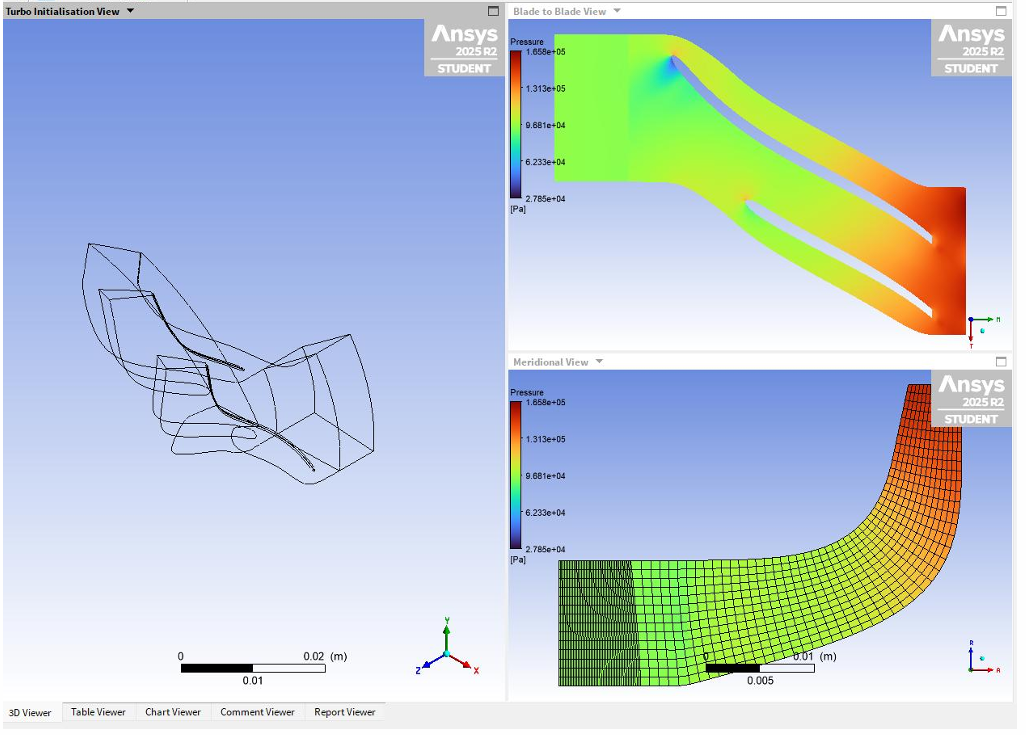 Turbo Initialisation View
Ansys
2025 R2
STUDENT
0
0.02 (m)
0.01
Y
Z
X
Blade to Blade View
Ansys
2025 R2
STUDENT
Pressure
1.658e+05
1.313e+05
9.681e+04
6.233e+04
2.785e+04
[Pa]
M
T
Meridional View
Ansys
2025 R2
STUDENT
Pressure
1.658e+05
1.313e+05
9.681e+04
6.233e+04
2.785e+04
[Pa]
0
0.01 (m)
0.005
R
A
3D Viewer
Table Viewer
Chart Viewer
Comment Viewer
Report Viewer